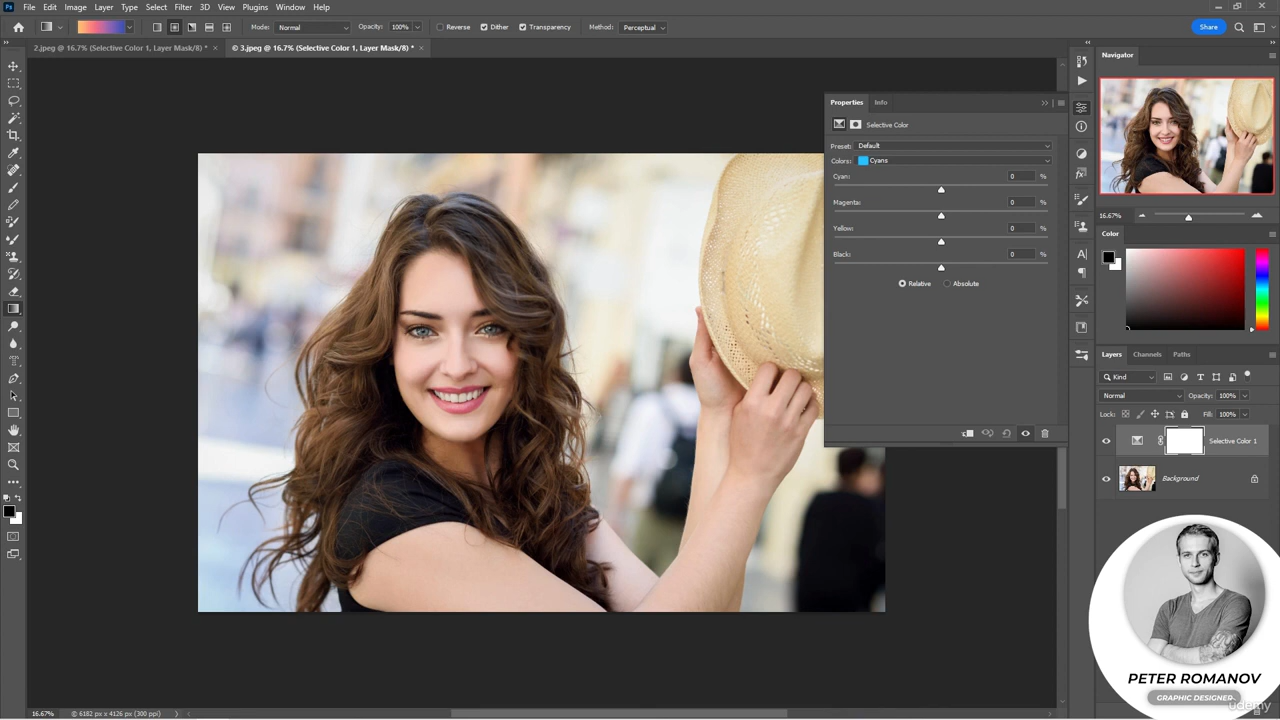 Ps File Edit Image Layer Type Select Filter 3D View Plugins Window Help
Mode: Normal Opacity: 100% Reverse Dither Transparency Method: Perceptual Share
2.jpeg @ 16.7% (Selective Color 1, Layer Mask/8) * × © 3.jpeg @ 16.7% (Selective Color 1, Layer Mask/8) * ×
Navigator
Properties Info
Selective Color
Preset: Default
Colors: Cyans
Cyan: 0 %
Magenta: 0 %
Yellow: 0 %
Black: 0 %
Relative Absolute
16.67%
Color
Layers Channels Paths
Kind
Normal Opacity: 100%
Lock: Fill: 100%
Selective Color 1
Background
PETER ROMANOV
GRAPHIC DESIGNER
udemy
16.67% © 6182 px x 4126 px (300 ppi)